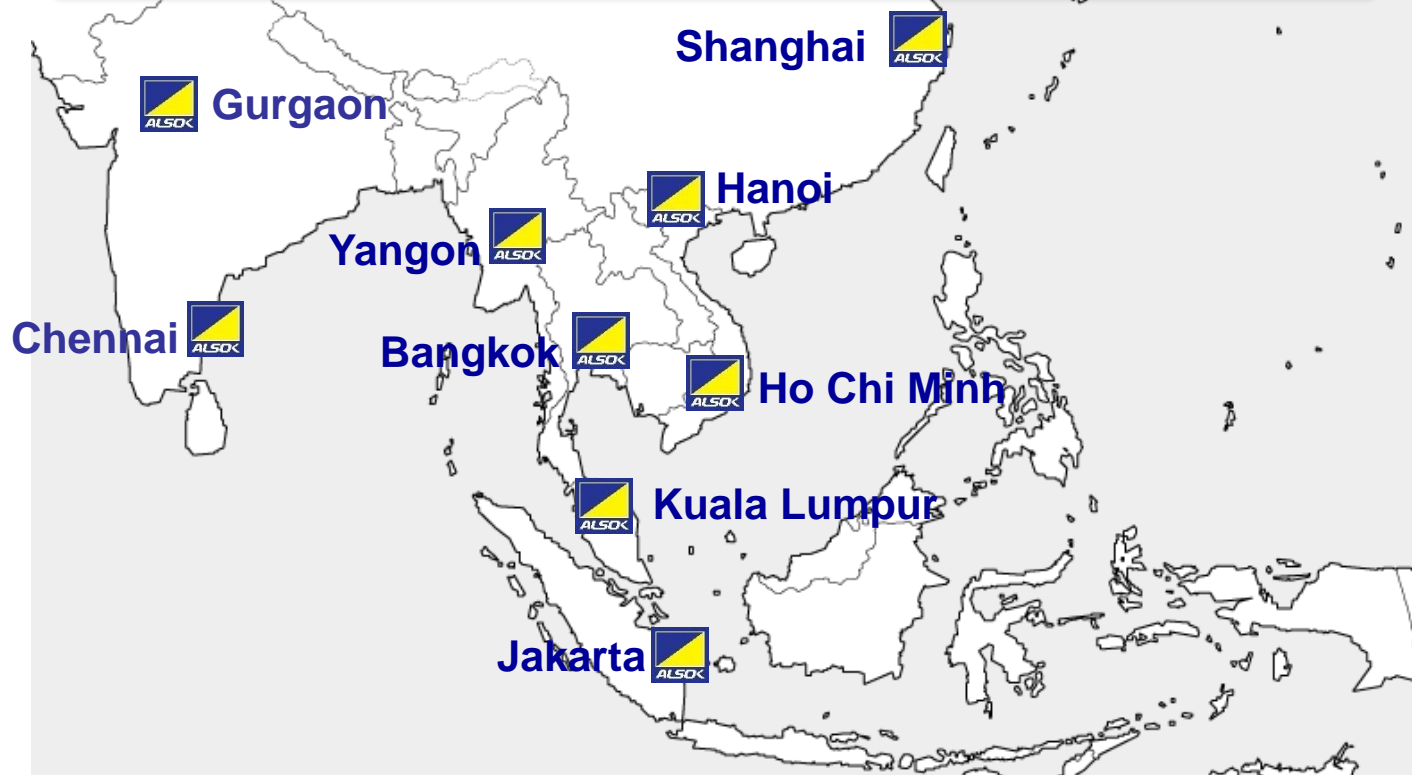 Shanghai ALSOK
ALSOK Gurgaon
ALSOK Hanoi
Yangon ALSOK
Chennai ALSOK
Bangkok ALSOK
ALSOK Ho Chi Minh
ALSOK Kuala Lumpur
Jakarta ALSOK